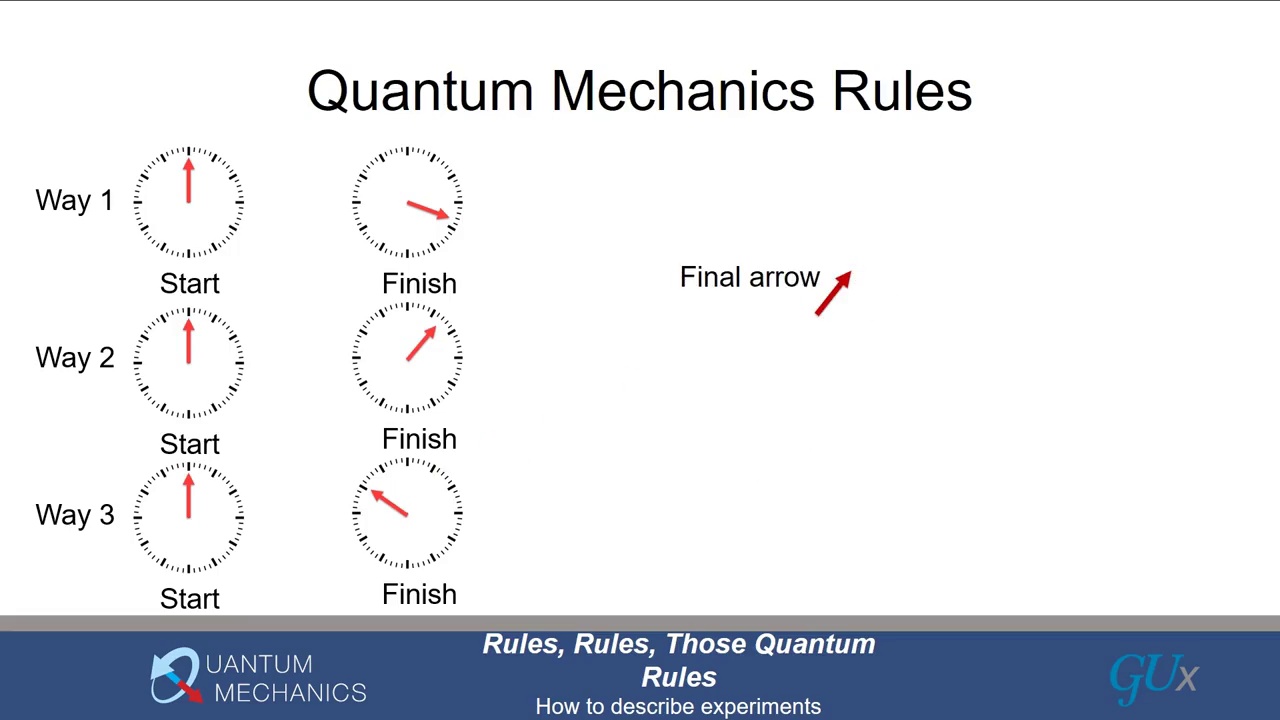 Quantum Mechanics Rules
Way 1
Start
Finish
Final arrow
Way 2
Start
Finish
Way 3
Start
Finish
QUANTUM
MECHANICS
Rules, Rules, Those Quantum
Rules
How to describe experiments
GUx